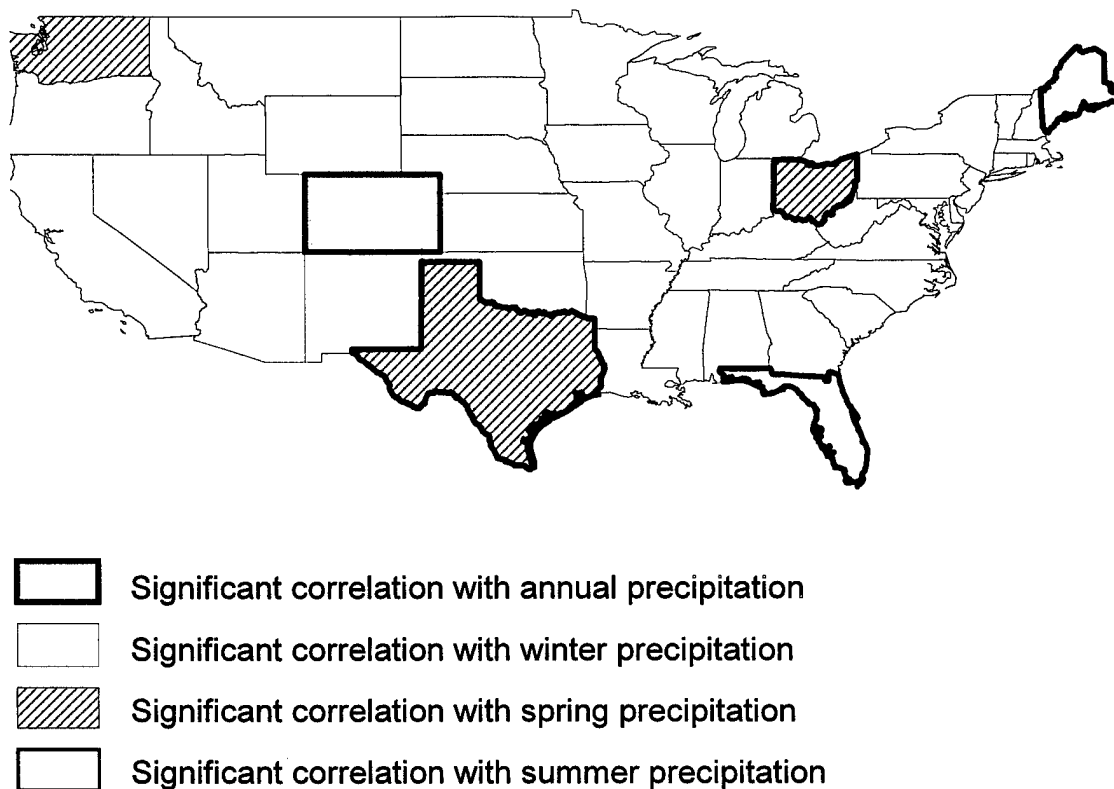 Significant correlation with annual precipitation
Significant correlation with winter precipitation
Significant correlation with spring precipitation
Significant correlation with summer precipitation